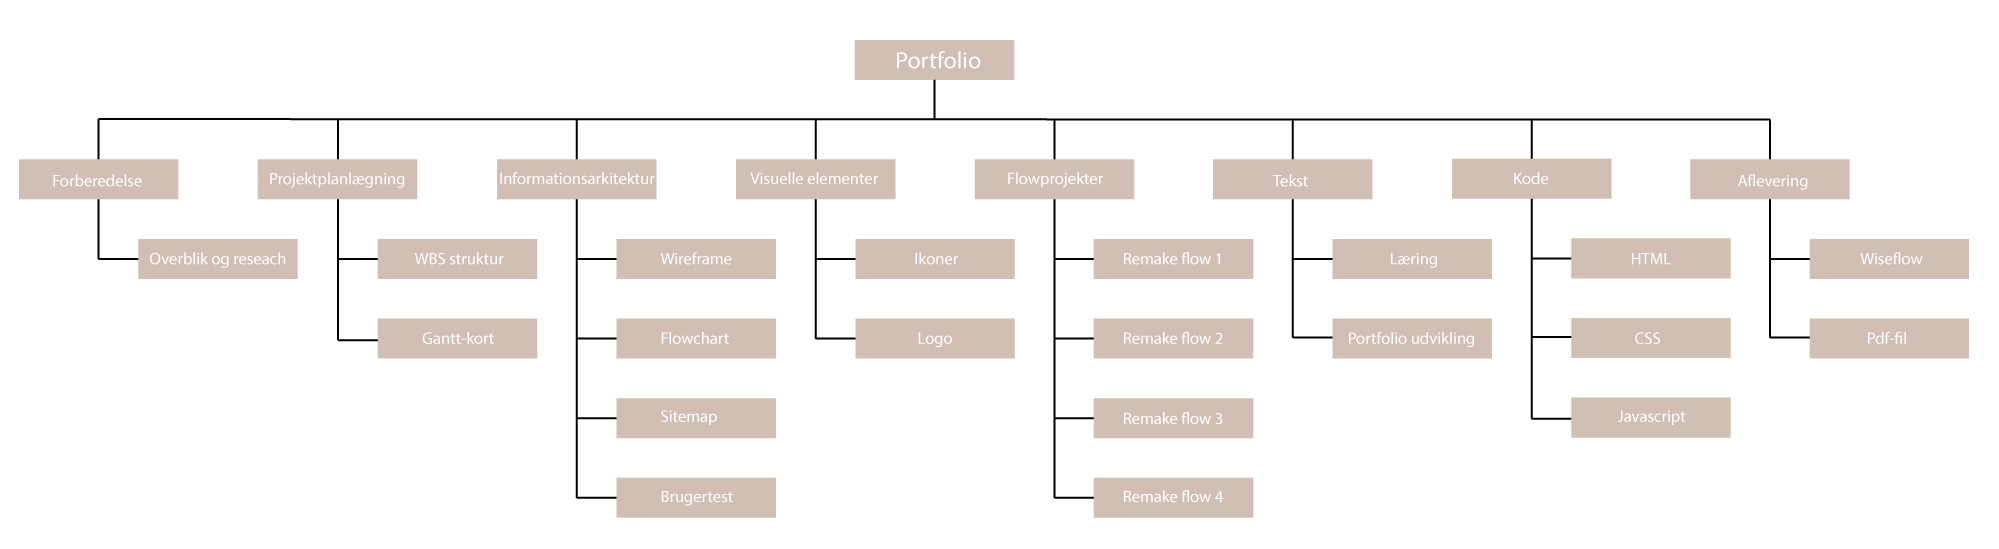 Portfolio
Forberedelse
Projektplanlægning
Informationsarkitektur
Visuelle elementer
Flowprojekter
Tekst
Kode
Aflevering
Overblik og reseach
WBS struktur
Wireframe
Ikoner
Remake flow 1
Læring
HTML
Wiseflow
Gantt-kort
Flowchart
Logo
Remake flow 2
Portfolio udvikling
CSS
Pdf-fil
Sitemap
Remake flow 3
Javascript
Brugertest
Remake flow 4